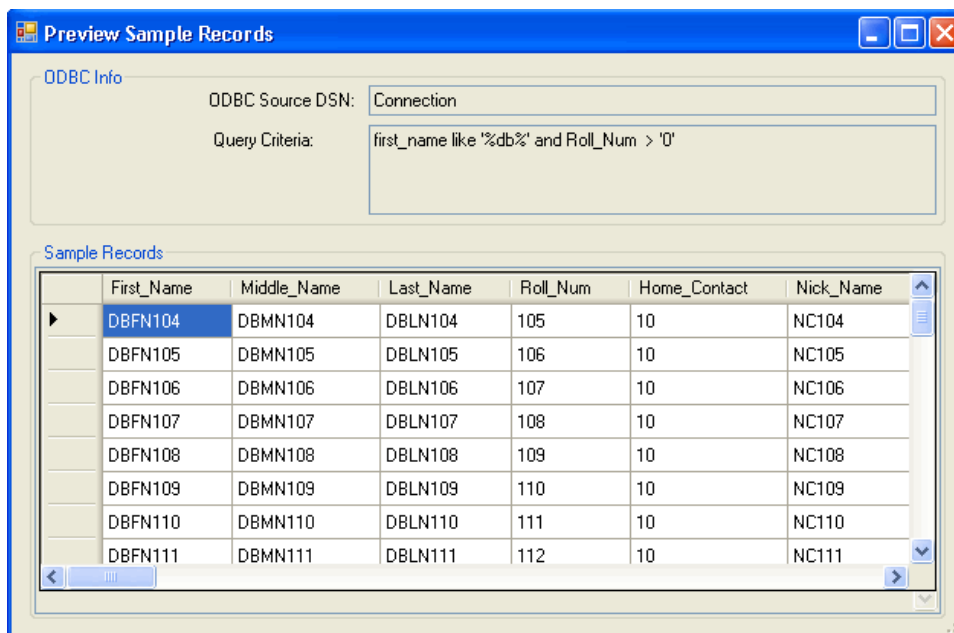 Preview Sample Records
ODBC Info
ODBC Source DSN: Connection
Query Criteria: first_name like '%db%' and Roll_Num > '0'
Sample Records
First_Name Middle_Name Last_Name Roll_Num Home_Contact Nick_Name
DBFN104 DBMN104 DBLN104 105 10 NC104
DBFN105 DBMN105 DBLN105 106 10 NC105
DBFN106 DBMN106 DBLN106 107 10 NC106
DBFN107 DBMN107 DBLN107 108 10 NC107
DBFN108 DBMN108 DBLN108 109 10 NC108
DBFN109 DBMN109 DBLN109 110 10 NC109
DBFN110 DBMN110 DBLN110 111 10 NC110
DBFN111 DBMN111 DBLN111 112 10 NC111